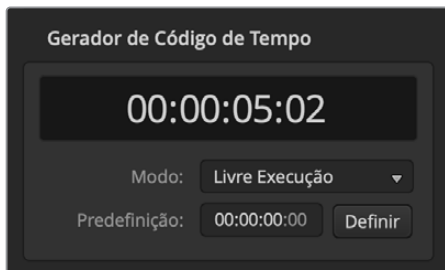 Gerador de Código de Tempo
00:00:05:02
Modo: Livre Execução
Predefinição: 00:00:00:00 Definir